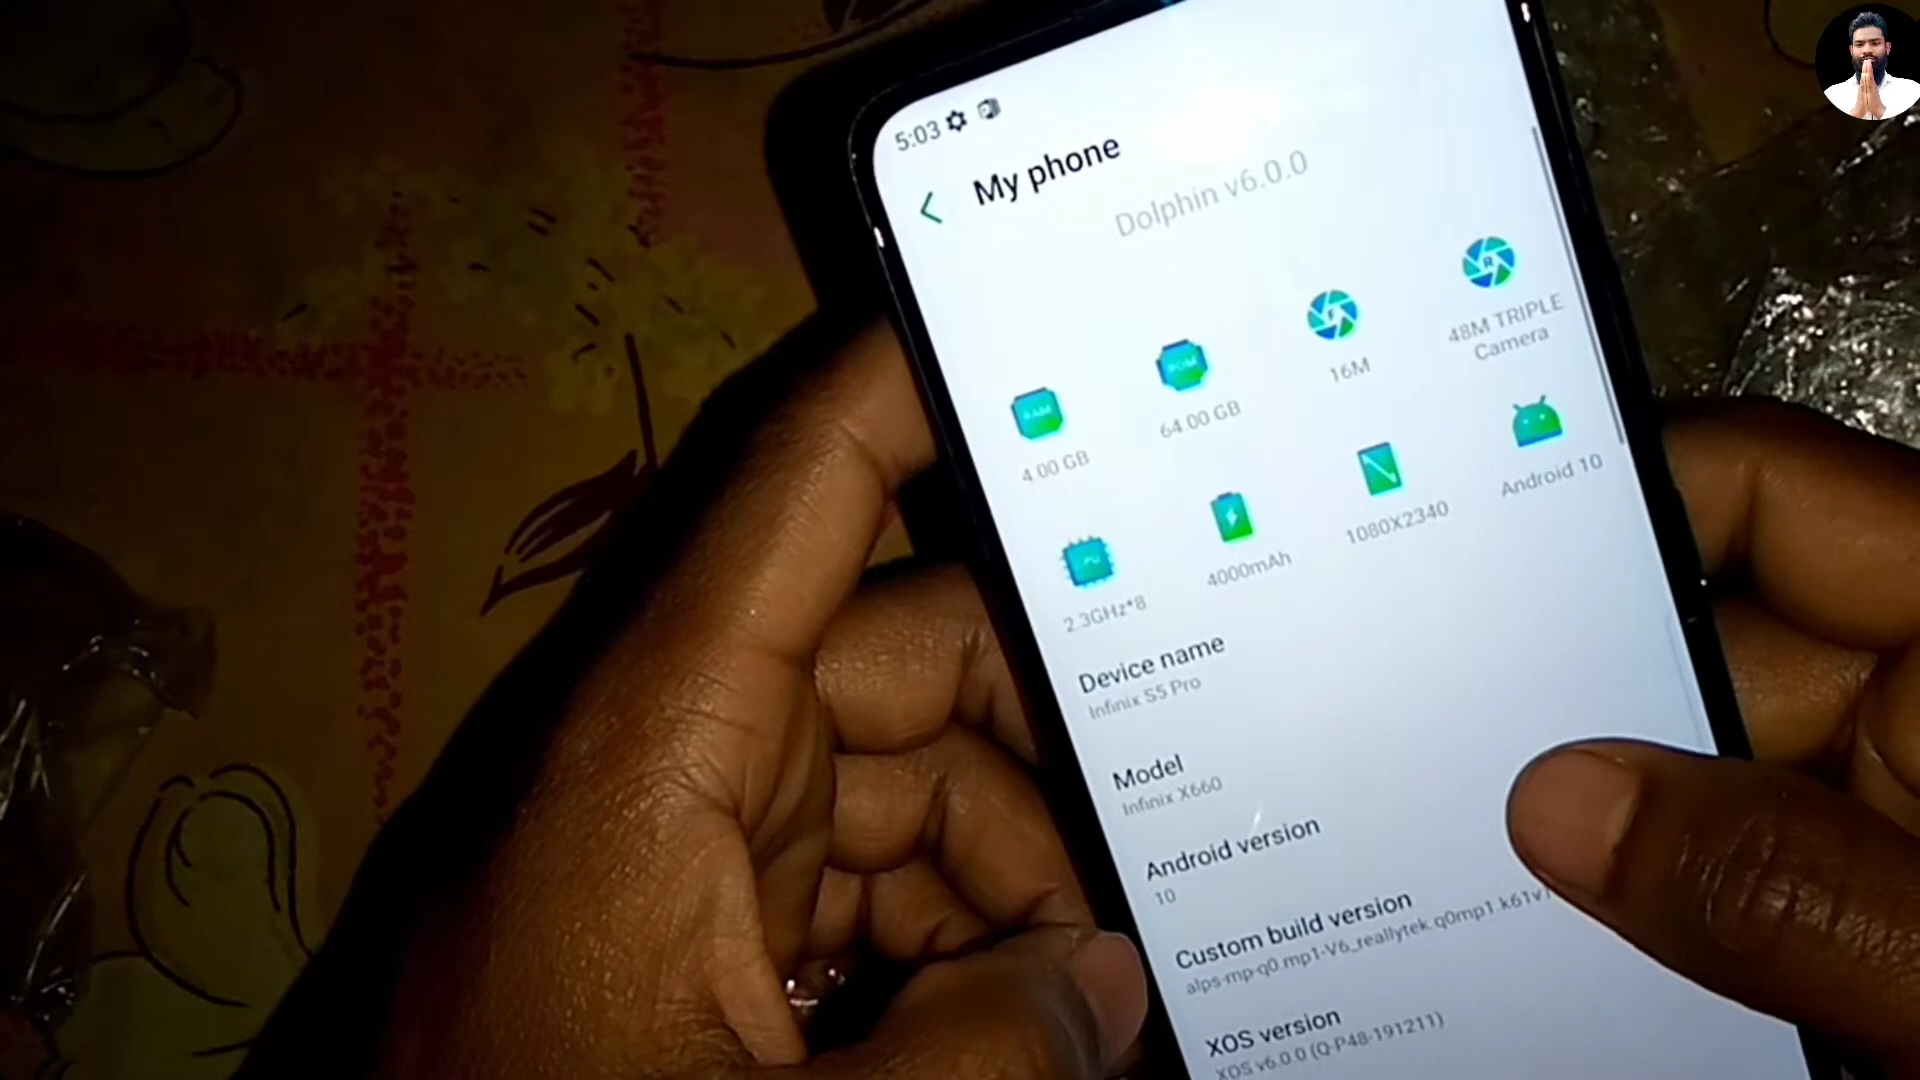 5:03
My phone
Dolphin v6.0.0
RAM
4.00 GB
ROM
64.00 GB
F
16M
R
48M TRIPLE
Camera
2.3GHz*8
4000mAh
1080X2340
Android 10
Device name
Infinix S5 Pro
Model
Infinix X660
Android version
10
Custom build version
alps-mp-q0.mp1-V6_reallytek.q0mp1.k61v1
XOS version
XOS v6.0.0 (Q-P48-191211)